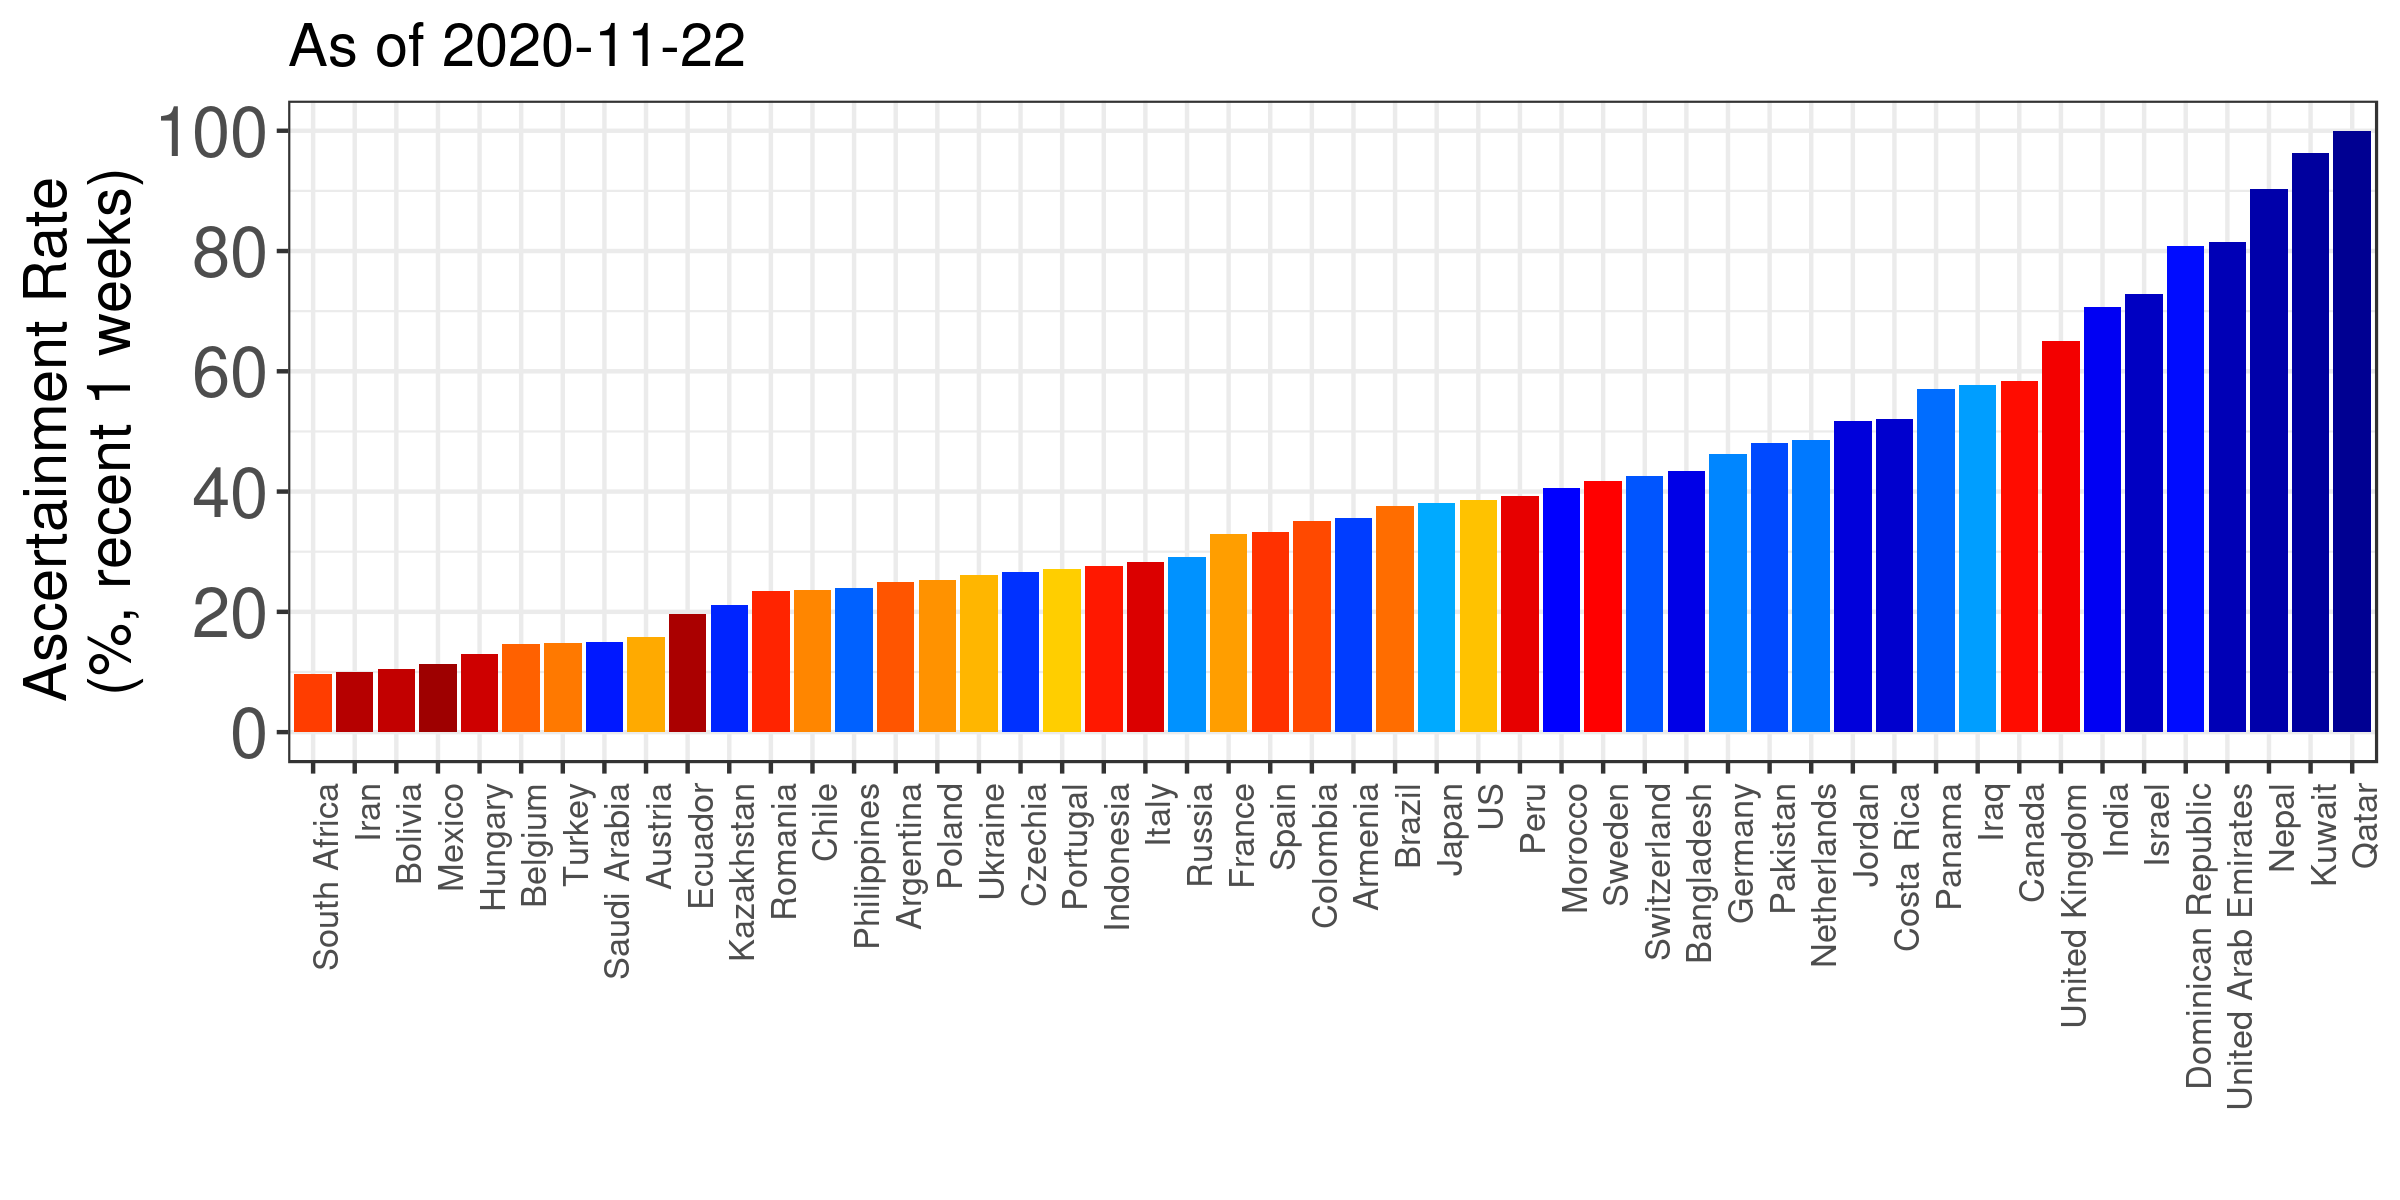 As of 2020-11-22
Ascertainment Rate
(%, recent 1 weeks)
100
80
60
40
20
0
South Africa
Iran
Bolivia
Mexico
Hungary
Belgium
Turkey
Saudi Arabia
Austria
Ecuador
Kazakhstan
Romania
Chile
Philippines
Argentina
Poland
Ukraine
Czechia
Portugal
Indonesia
Italy
Russia
France
Spain
Colombia
Armenia
Brazil
Japan
US
Peru
Morocco
Sweden
Switzerland
Bangladesh
Germany
Pakistan
Netherlands
Jordan
Costa Rica
Panama
Iraq
Canada
United Kingdom
India
Israel
Dominican Republic
United Arab Emirates
Nepal
Kuwait
Qatar